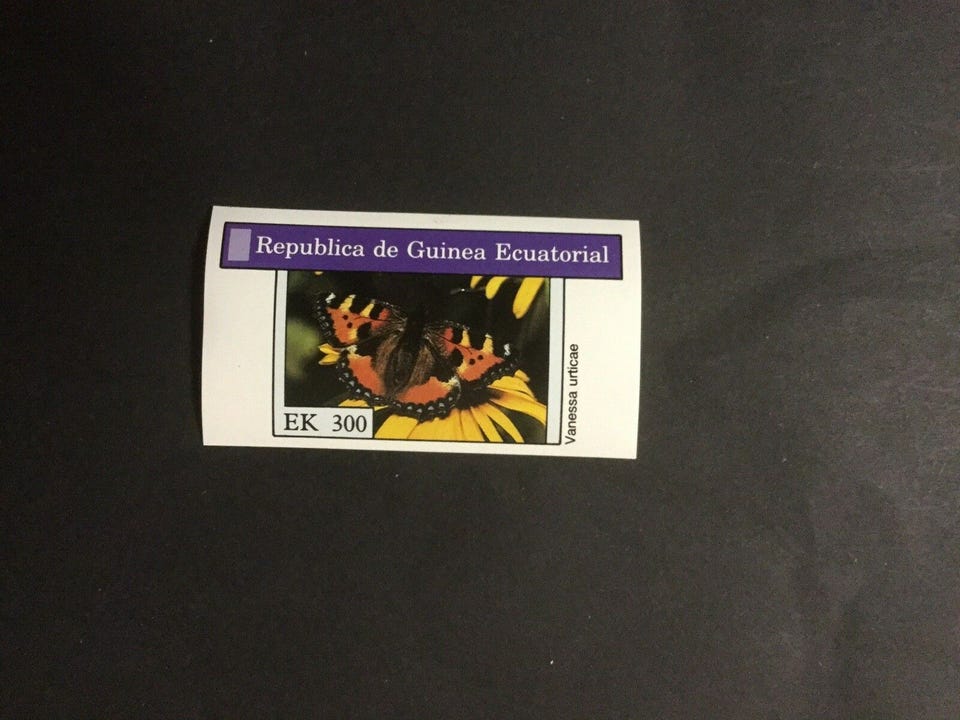 Republica de Guinea Ecuatorial
EK 300
Vanessa urticae